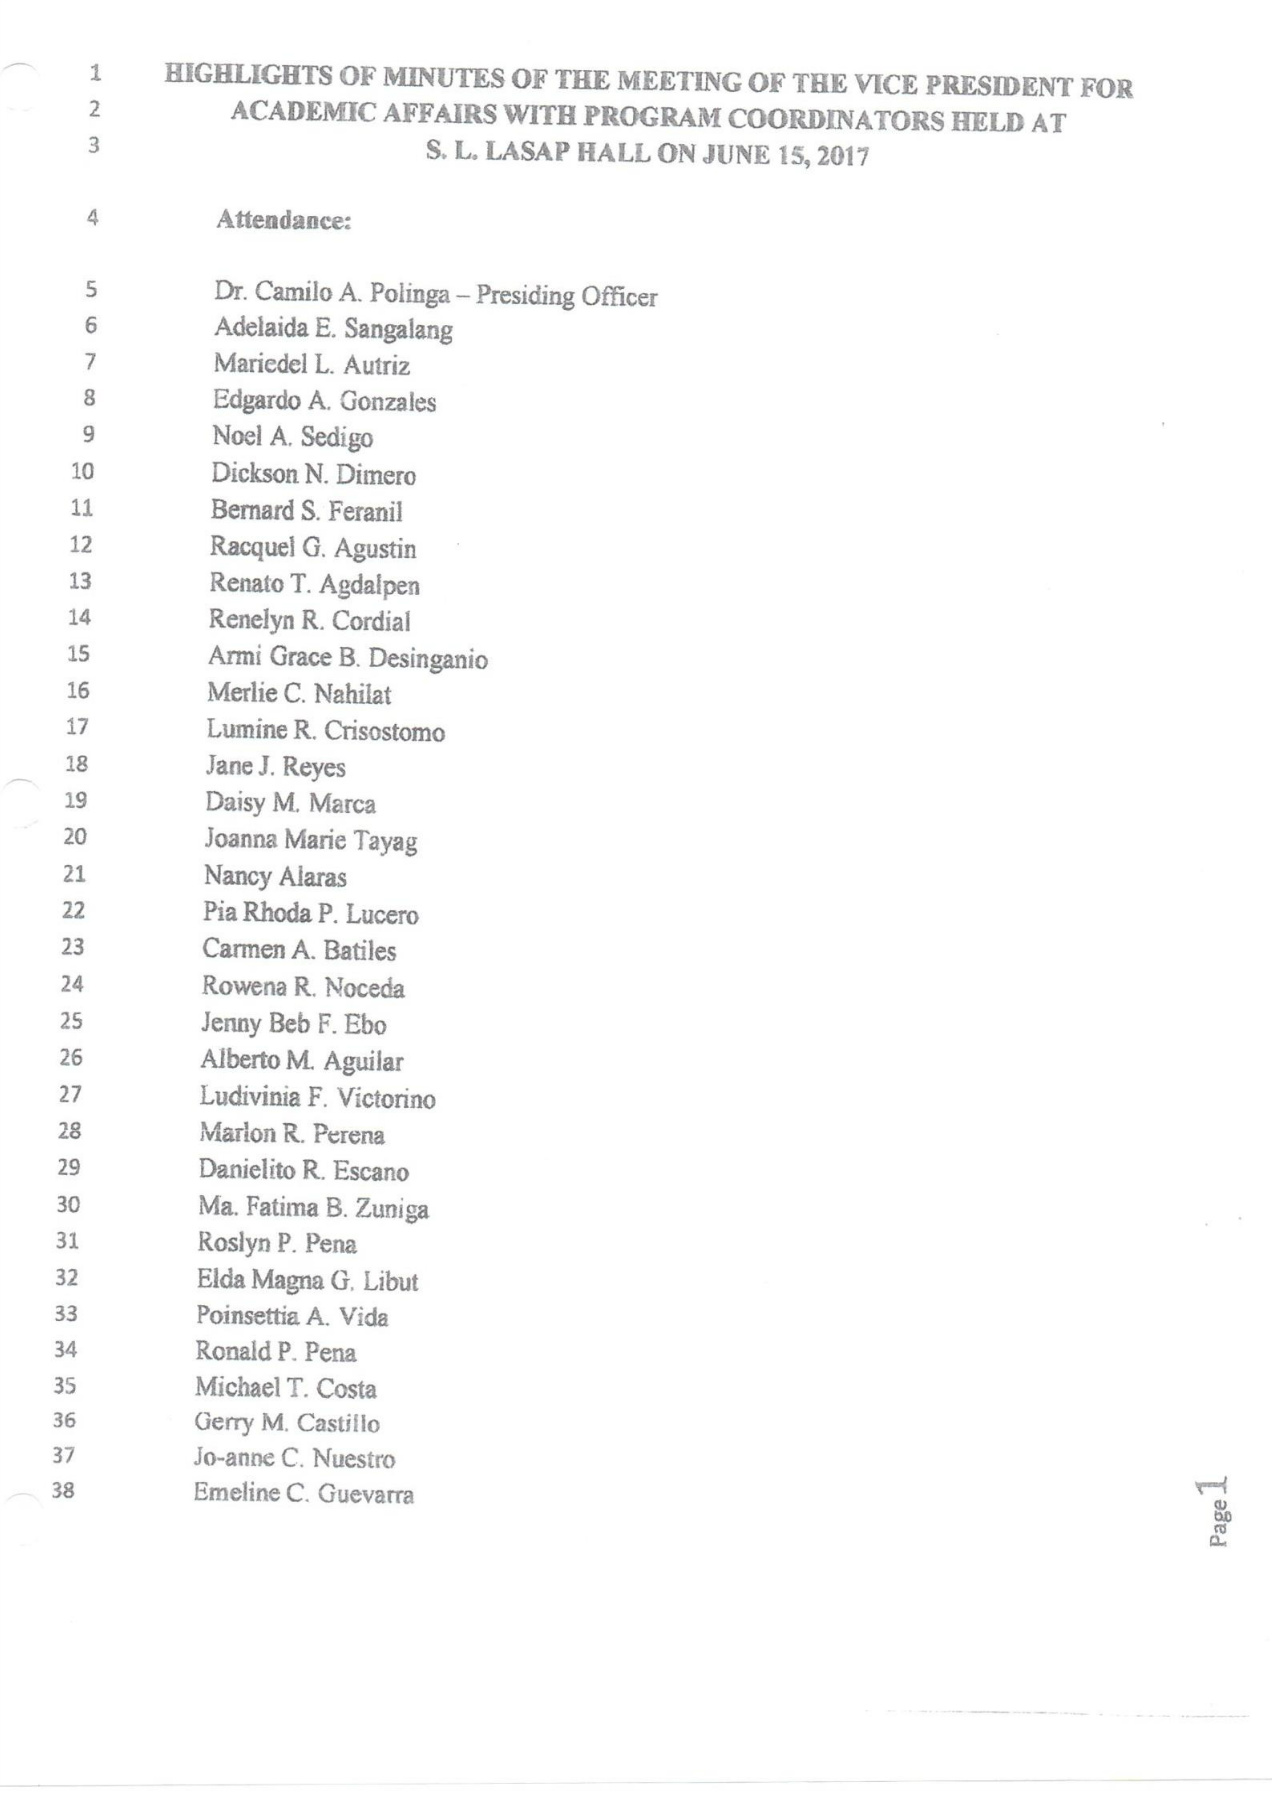 1 HIGHLIGHTS OF MINUTES OF THE MEETING OF THE VICE PRESIDENT FOR
2 ACADEMIC AFFAIRS WITH PROGRAM COORDINATORS HELD AT
3 S. L. LASAP HALL ON JUNE 15, 2017
4 Attendance:
5 Dr. Camilo A. Polinga – Presiding Officer
6 Adelaida E. Sangalang
7 Mariedel L. Autriz
8 Edgardo A. Gonzales
9 Noel A. Sedigo
10 Dickson N. Dimero
11 Bernard S. Feranil
12 Racquel G. Agustin
13 Renato T. Agdalpen
14 Renelyn R. Cordial
15 Armi Grace B. Desinganio
16 Merlie C. Nahilat
17 Lumine R. Crisostomo
18 Jane J. Reyes
19 Daisy M. Marca
20 Joanna Marie Tayag
21 Nancy Alaras
22 Pia Rhoda P. Lucero
23 Carmen A. Batiles
24 Rowena R. Noceda
25 Jenny Beb F. Ebo
26 Alberto M. Aguilar
27 Ludivinia F. Victorino
28 Marlon R. Perena
29 Danielito R. Escano
30 Ma. Fatima B. Zuniga
31 Roslyn P. Pena
32 Elda Magna G. Libut
33 Poinsettia A. Vida
34 Ronald P. Pena
35 Michael T. Costa
36 Gerry M. Castillo
37 Jo-anne C. Nuestro
38 Emeline C. Guevarra
Page 1